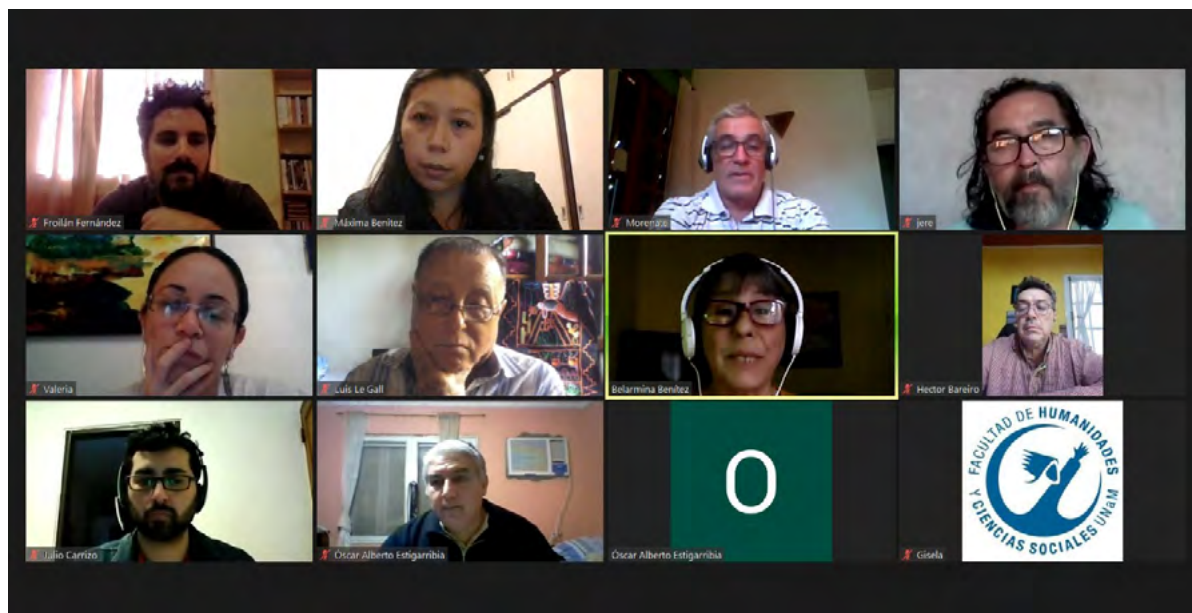 Froilán Fernández
Máxima Benítez
Morenate
jere
Valeria
Luis Le Gall
Belarmina Benítez
Hector Bareiro
Julio Carrizo
Óscar Alberto Estigarribia
O
Óscar Alberto Estigarribia
Gisela
FACULTAD DE HUMANIDADES
Y CIENCIAS SOCIALES UNaM